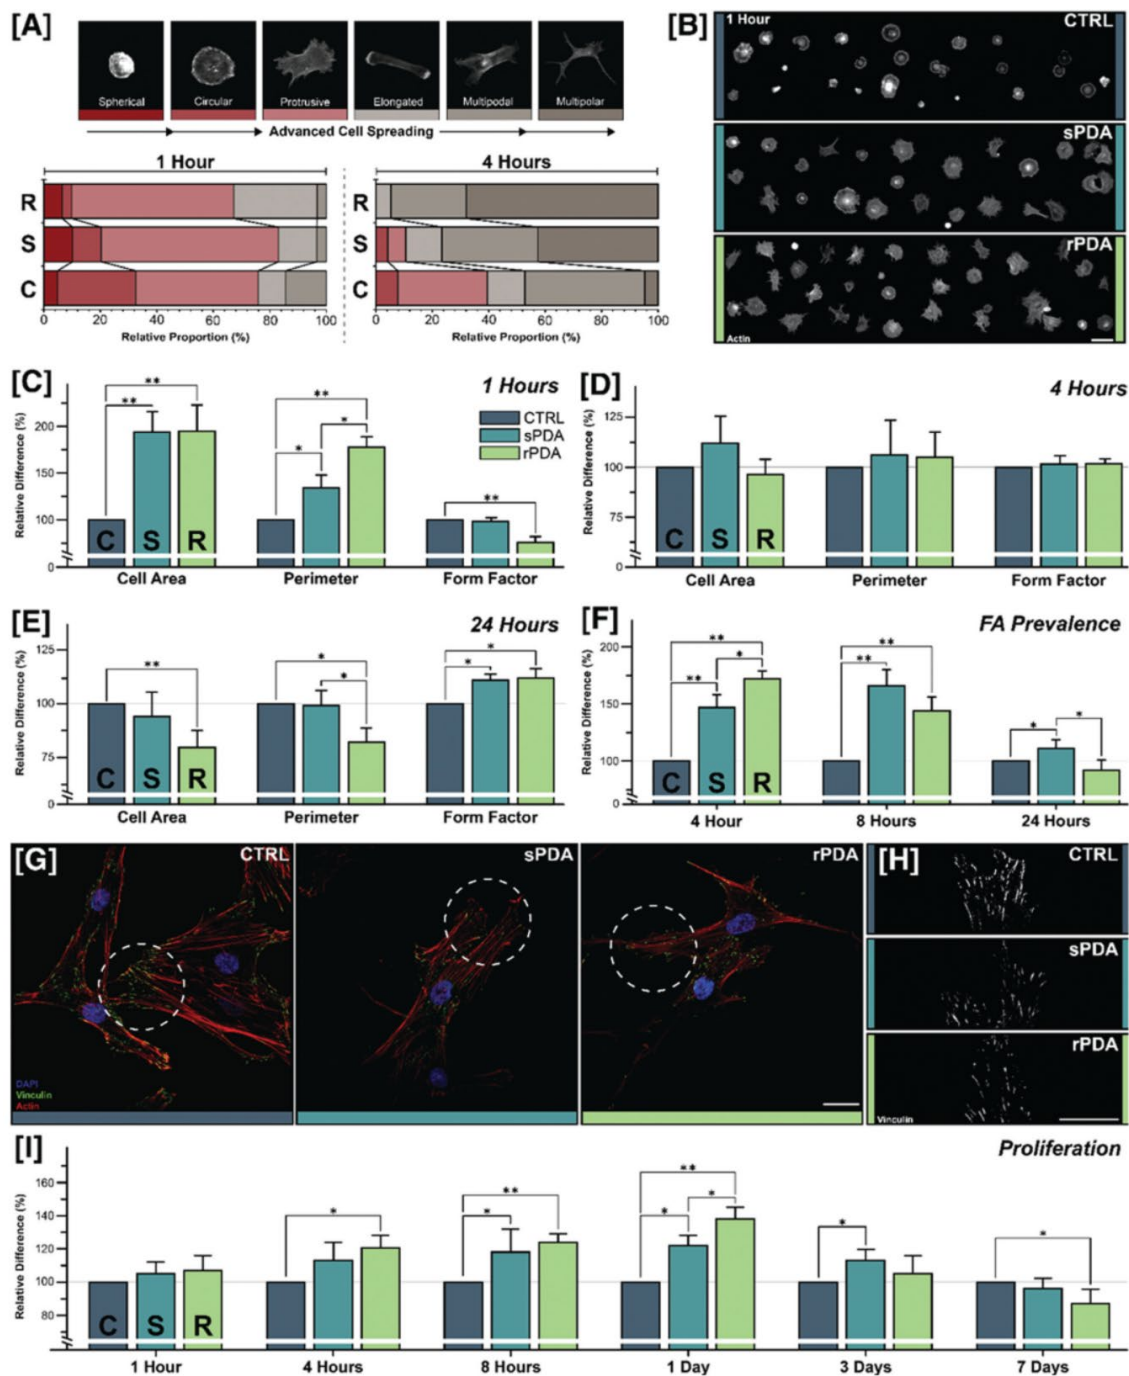 [A]
Spherical Circular Protrusive Elongated Multipodal Multipolar
Advanced Cell Spreading
1 Hour
4 Hours
R
S
C
0 20 40 60 80 100
Relative Proportion (%)
R
S
C
0 20 40 60 80 100
Relative Proportion (%)
[B]
1 Hour
CTRL
sPDA
rPDA
Actin
[C]
1 Hours
Relative Difference (%)
200
150
100
0
** **
* ** *
**
CTRL
sPDA
rPDA
C S R
Cell Area Perimeter Form Factor
[D]
4 Hours
Relative Difference (%)
125
100
75
0
C S R
Cell Area Perimeter Form Factor
[E]
24 Hours
Relative Difference (%)
125
100
75
0
**
* *
* *
C S R
Cell Area Perimeter Form Factor
[F]
FA Prevalence
Relative Difference (%)
200
150
100
0
** ** *
** **
* *
C S R
4 Hour 8 Hours 24 Hours
[G]
CTRL
sPDA
rPDA
DAPI
Vinculin
Actin
[H]
CTRL
sPDA
rPDA
Vinculin
[I]
Proliferation
Relative Difference (%)
160
140
120
100
80
*
* **
* ** *
*
*
C S R
1 Hour 4 Hours 8 Hours 1 Day 3 Days 7 Days